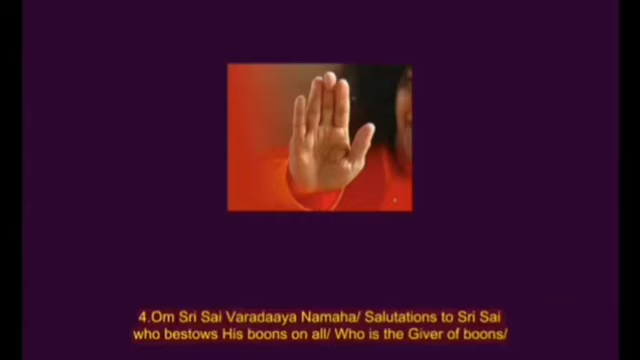 4.Om Sri Sai Varadaaya Namaha/ Salutations to Sri Sai
who bestows His boons on all/ Who is the Giver of boons/